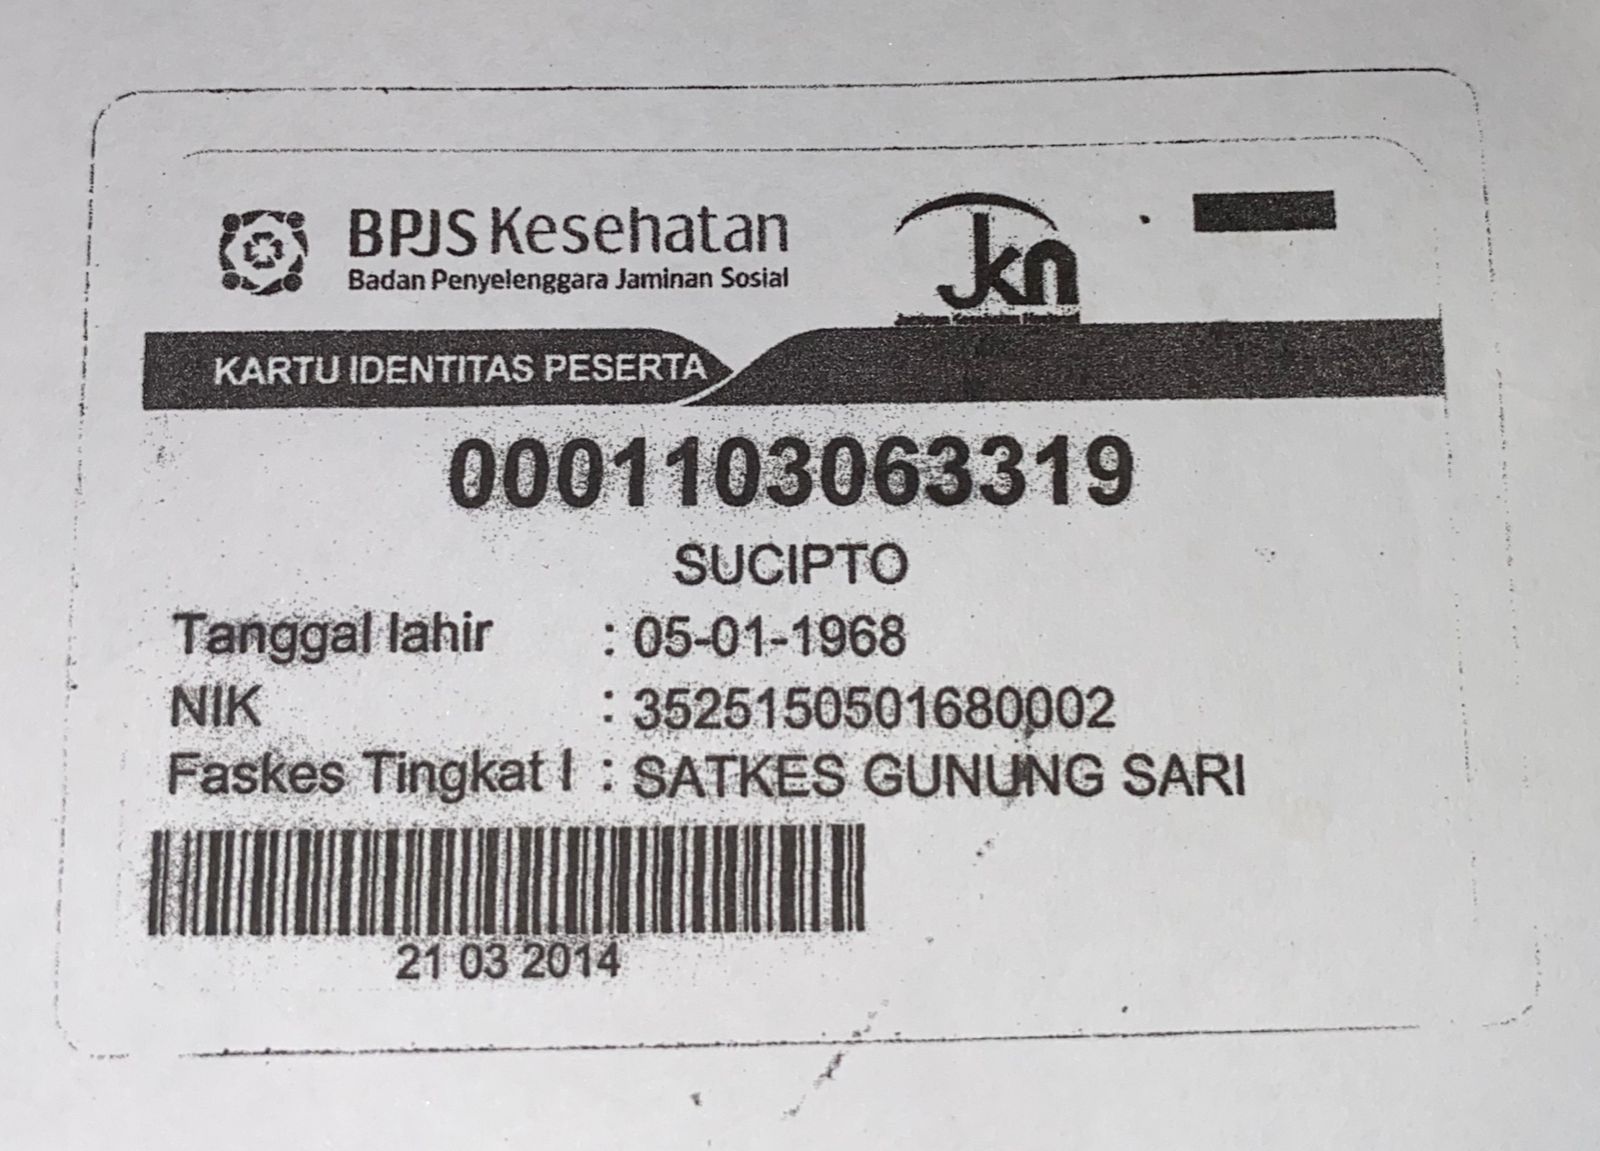 BPJS Kesehatan
Badan Penyelenggara Jaminan Sosial
jkn
KARTU IDENTITAS PESERTA
0001103063319
SUCIPTO
Tanggal lahir : 05-01-1968
NIK : 3525150501680002
Faskes Tingkat I : SATKES GUNUNG SARI
21 03 2014